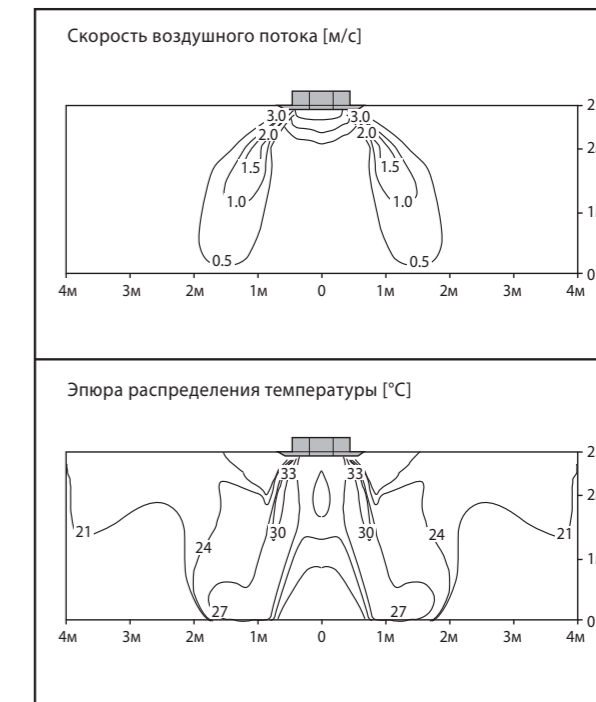 Скорость воздушного потока [м/с]
3.0 3.0
2.0 2.0
1.5 1.5
1.0 1.0
0.5 0.5
0
4м 3м 2м 1м 0 1м 2м 3м 4м
Эпюра распределения температуры [°C]
33 33
21 30 30 21
24 24
27 27
0
4м 3м 2м 1м 0 1м 2м 3м 4м